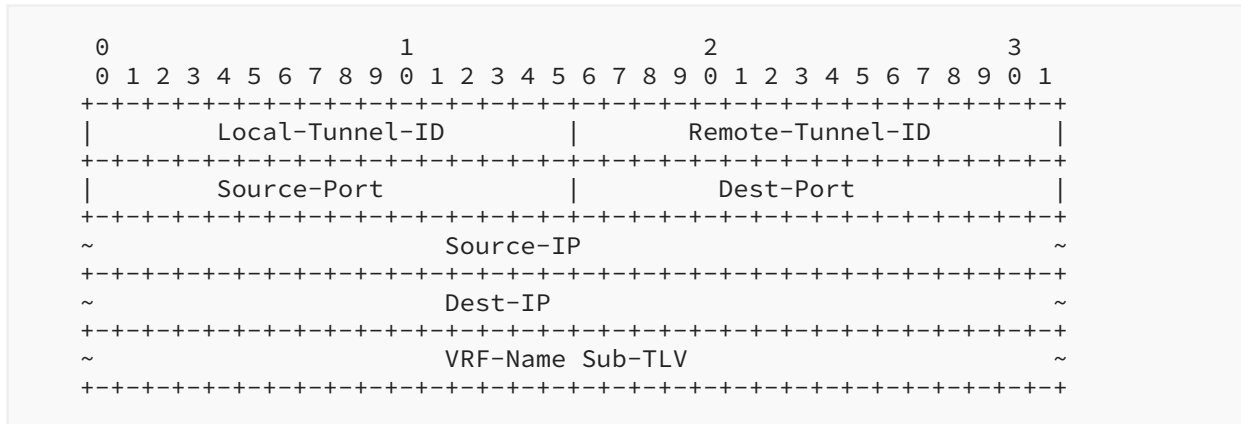 0                   1                   2                   3
 0 1 2 3 4 5 6 7 8 9 0 1 2 3 4 5 6 7 8 9 0 1 2 3 4 5 6 7 8 9 0 1
+-+-+-+-+-+-+-+-+-+-+-+-+-+-+-+-+-+-+-+-+-+-+-+-+-+-+-+-+-+-+-+-+
|        Local-Tunnel-ID        |       Remote-Tunnel-ID        |
+-+-+-+-+-+-+-+-+-+-+-+-+-+-+-+-+-+-+-+-+-+-+-+-+-+-+-+-+-+-+-+-+
|        Source-Port            |         Dest-Port             |
+-+-+-+-+-+-+-+-+-+-+-+-+-+-+-+-+-+-+-+-+-+-+-+-+-+-+-+-+-+-+-+-+
~                       Source-IP                               ~
+-+-+-+-+-+-+-+-+-+-+-+-+-+-+-+-+-+-+-+-+-+-+-+-+-+-+-+-+-+-+-+-+
~                       Dest-IP                                 ~
+-+-+-+-+-+-+-+-+-+-+-+-+-+-+-+-+-+-+-+-+-+-+-+-+-+-+-+-+-+-+-+-+
~                       VRF-Name Sub-TLV                        ~
+-+-+-+-+-+-+-+-+-+-+-+-+-+-+-+-+-+-+-+-+-+-+-+-+-+-+-+-+-+-+-+-+